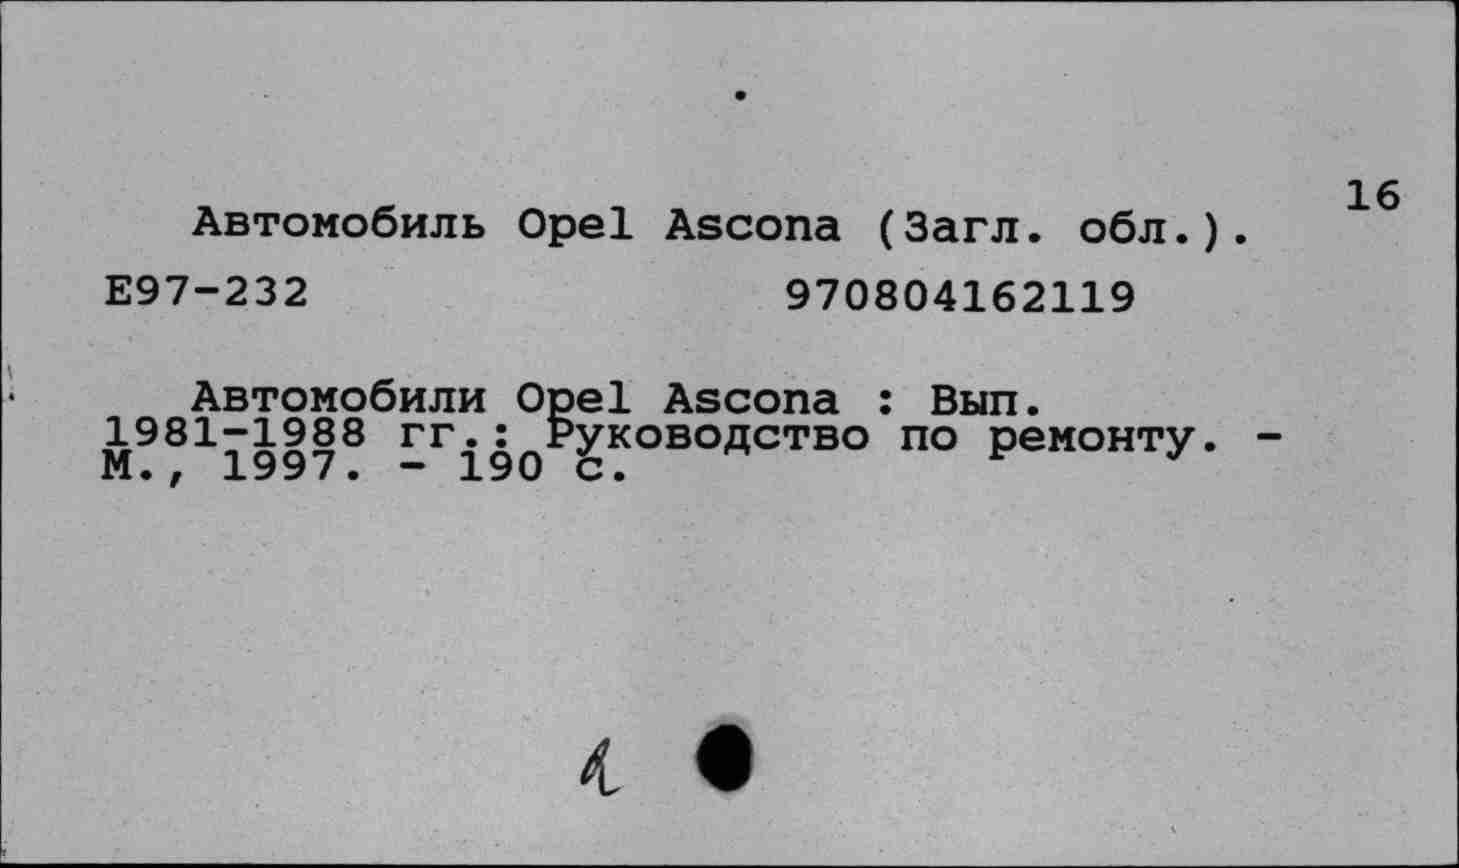 16
Автомобиль Opel Ascona (Загл. обл.).
Е97-232 970804162119
Автомобили Opel Ascona : Вып.
1981-1988 гг.: Руководство по ремонту. -
М., 1997. - 190 с.